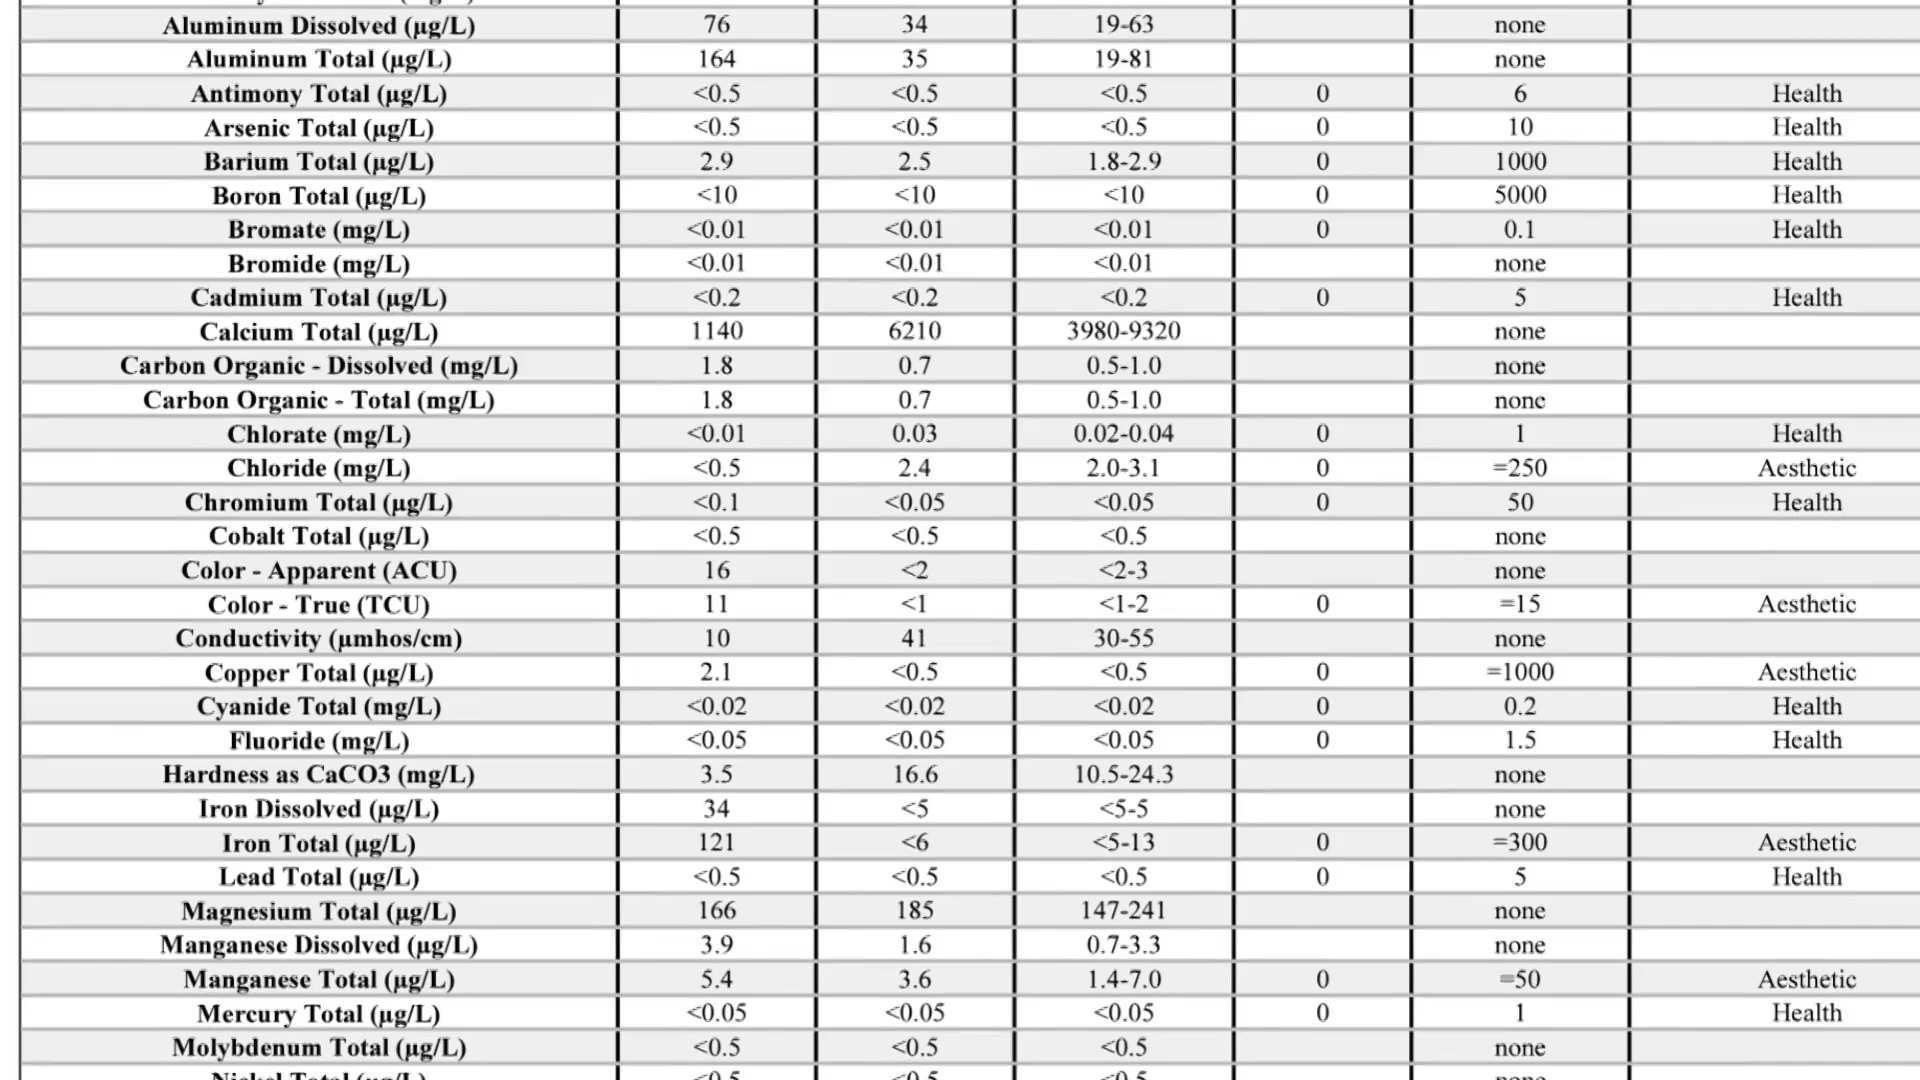 Aluminum Dissolved (µg/L) 76 34 19-63 none
Aluminum Total (µg/L) 164 35 19-81 none
Antimony Total (µg/L) <0.5 <0.5 <0.5 0 6 Health
Arsenic Total (µg/L) <0.5 <0.5 <0.5 0 10 Health
Barium Total (µg/L) 2.9 2.5 1.8-2.9 0 1000 Health
Boron Total (µg/L) <10 <10 <10 0 5000 Health
Bromate (mg/L) <0.01 <0.01 <0.01 0 0.1 Health
Bromide (mg/L) <0.01 <0.01 <0.01 none
Cadmium Total (µg/L) <0.2 <0.2 <0.2 0 5 Health
Calcium Total (µg/L) 1140 6210 3980-9320 none
Carbon Organic - Dissolved (mg/L) 1.8 0.7 0.5-1.0 none
Carbon Organic - Total (mg/L) 1.8 0.7 0.5-1.0 none
Chlorate (mg/L) <0.01 0.03 0.02-0.04 0 1 Health
Chloride (mg/L) <0.5 2.4 2.0-3.1 0 =250 Aesthetic
Chromium Total (µg/L) <0.1 <0.05 <0.05 0 50 Health
Cobalt Total (µg/L) <0.5 <0.5 <0.5 none
Color - Apparent (ACU) 16 <2 <2-3 none
Color - True (TCU) 11 <1 <1-2 0 =15 Aesthetic
Conductivity (µmhos/cm) 10 41 30-55 none
Copper Total (µg/L) 2.1 <0.5 <0.5 0 =1000 Aesthetic
Cyanide Total (mg/L) <0.02 <0.02 <0.02 0 0.2 Health
Fluoride (mg/L) <0.05 <0.05 <0.05 0 1.5 Health
Hardness as CaCO3 (mg/L) 3.5 16.6 10.5-24.3 none
Iron Dissolved (µg/L) 34 <5 <5-5 none
Iron Total (µg/L) 121 <6 <5-13 0 =300 Aesthetic
Lead Total (µg/L) <0.5 <0.5 <0.5 0 5 Health
Magnesium Total (µg/L) 166 185 147-241 none
Manganese Dissolved (µg/L) 3.9 1.6 0.7-3.3 none
Manganese Total (µg/L) 5.4 3.6 1.4-7.0 0 =50 Aesthetic
Mercury Total (µg/L) <0.05 <0.05 <0.05 0 1 Health
Molybdenum Total (µg/L) <0.5 <0.5 <0.5 none
Nickel Total (µg/L) <0.5 <0.5 <0.5 none